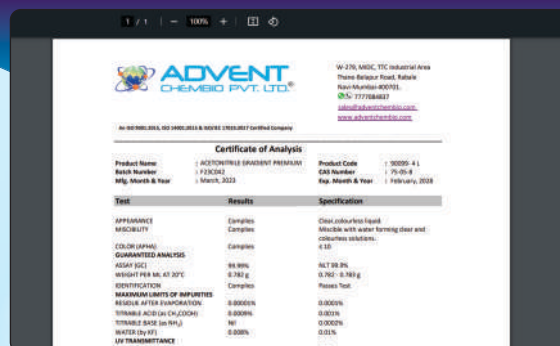 1 / 1 | — 100% +
ADVENT
CHEMBIO PVT. LTD.®
W-279, MIDC, TTC Industrial Area
Thane-Belapur Road, Rabale
Navi-Mumbai-400701.
7777084837
sales@adventchembio.com
www.adventchembio.com
An ISO 9001:2015, ISO 14001:2015 & ISO/IEC 17025:2017 Certified Company
Certificate of Analysis
Product Name : ACETONITRILE GRADIENT PREMIUM Product Code : 90099- 4 L
Batch Number : F23C042 CAS Number : 75-05-8
Mfg. Month & Year : March, 2023 Exp. Month & Year : February, 2028
Test Results Specification
APPEARANCE Complies Clear,colourless liquid.
MISCIBILITY Complies Miscible with water forming clear and
colourless solutions.
COLOR (APHA) Complies ≤ 10
GUARANTEED ANALYSIS
ASSAY (GC) 99.99% NLT 99.9%
WEIGHT PER ML AT 20°C 0.782 g 0.782 - 0.783 g
IDENTIFICATION Complies Passes Test
MAXIMUM LIMITS OF IMPURITIES
RESIDUE AFTER EVAPORATION 0.00001% 0.0001%
TITRABLE ACID (as CH₃COOH) 0.0009% 0.001%
TITRABLE BASE (as NH₃) Nil 0.0002%
WATER (by KF) 0.008% 0.01%
UV TRANSMITTANCE